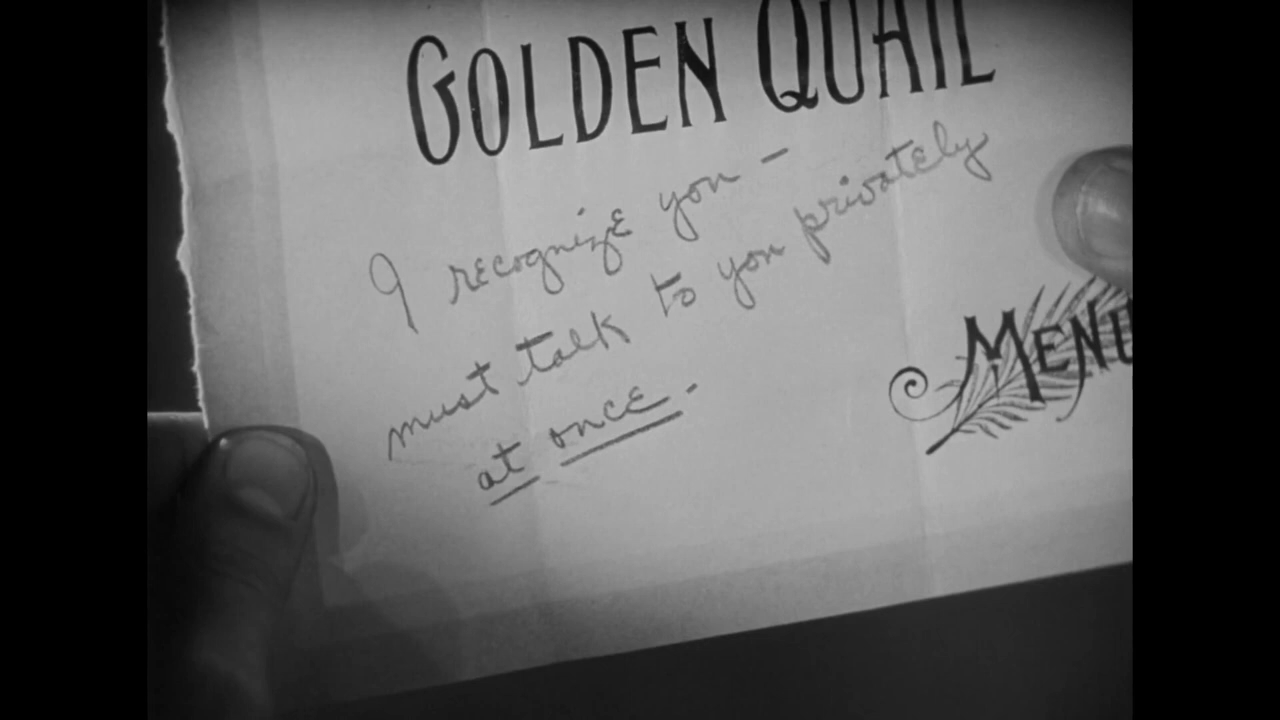 GOLDEN QUAIL
I recognize you –
must talk to you privately
at once.
MENU